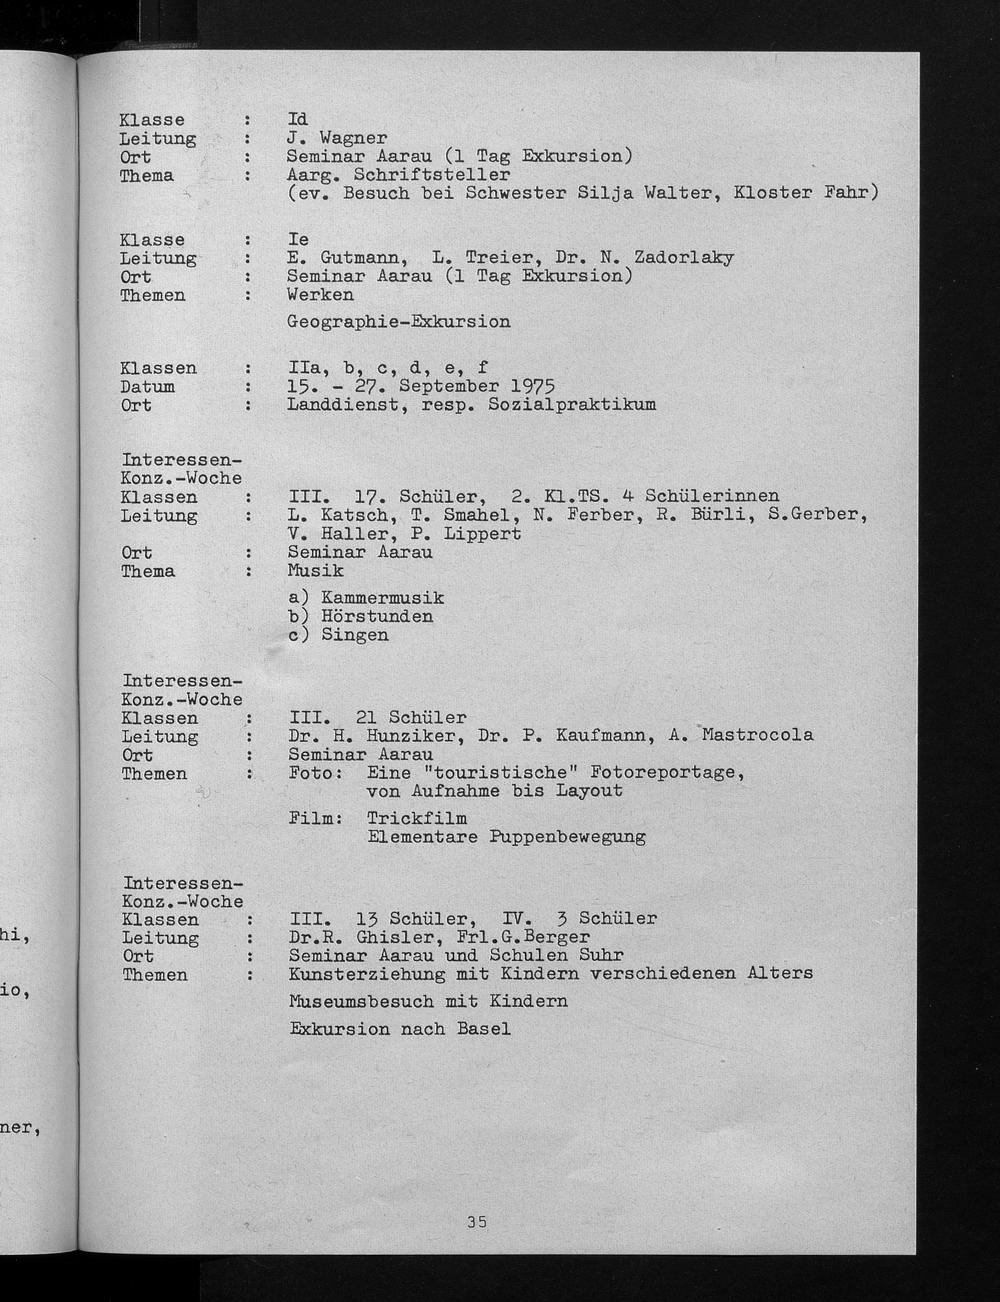 Klasse : Id
Leitung : J. Wagner
Ort : Seminar Aarau (1 Tag Exkursion)
Thema : Aarg. Schriftsteller
(ev. Besuch bei Schwester Silja Walter, Kloster Fahr)
Klasse : Ie
Leitung : E. Gutmann, L. Treier, Dr. N. Zadorlaky
Ort : Seminar Aarau (1 Tag Exkursion)
Themen : Werken
Geographie-Exkursion
Klassen : IIa, b, c, d, e, f
Datum : 15. - 27. September 1975
Ort : Landdienst, resp. Sozialpraktikum
Interessen-
Konz.-Woche
Klassen : III. 17. Schüler, 2. Kl.TS. 4 Schülerinnen
Leitung : L. Katsch, T. Smahel, N. Ferber, R. Bürli, S.Gerber,
V. Haller, P. Lippert
Ort : Seminar Aarau
Thema : Musik
a) Kammermusik
b) Hörstunden
c) Singen
Interessen-
Konz.-Woche
Klassen : III. 21 Schüler
Leitung : Dr. H. Hunziker, Dr. P. Kaufmann, A. Mastrocola
Ort : Seminar Aarau
Themen : Foto: Eine "touristische" Fotoreportage,
von Aufnahme bis Layout
Film: Trickfilm
Elementare Puppenbewegung
Interessen-
Konz.-Woche
Klassen : III. 13 Schüler, IV. 3 Schüler
Leitung : Dr.R. Ghisler, Frl.G.Berger
Ort : Seminar Aarau und Schulen Suhr
Themen : Kunsterziehung mit Kindern verschiedenen Alters
Museumsbesuch mit Kindern
Exkursion nach Basel
35
hi,
io,
ner,